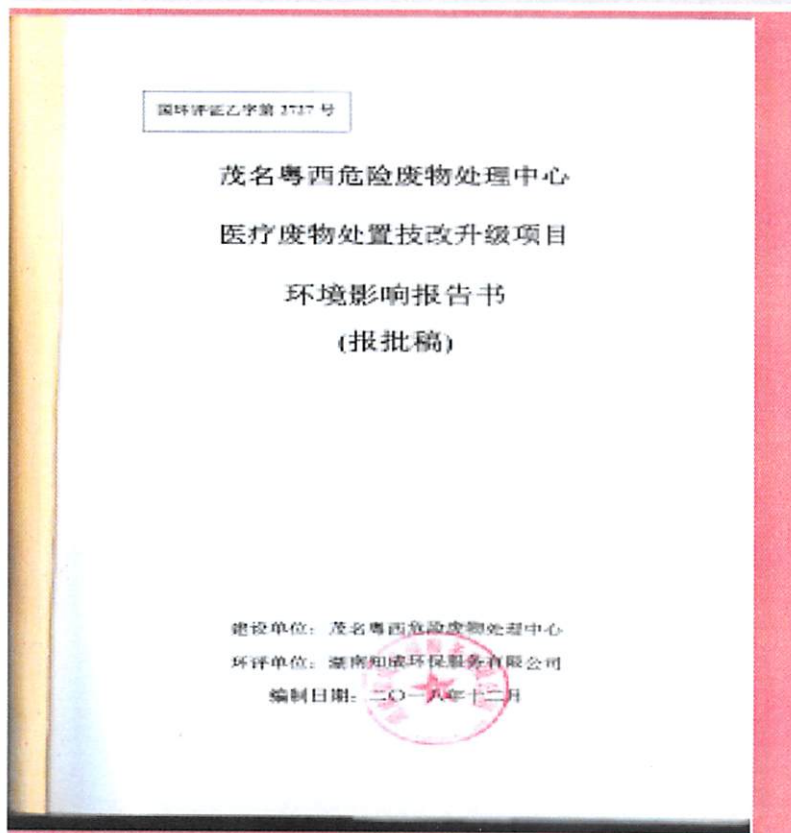 国环评证乙字第 2727 号
茂名粤西危险废物处理中心
医疗废物处置技改升级项目
环境影响报告书
(报批稿)
建设单位：茂名粤西危险废物处理中心
环评单位：湖南知成环保服务有限公司
编制日期：二〇一八年十二月